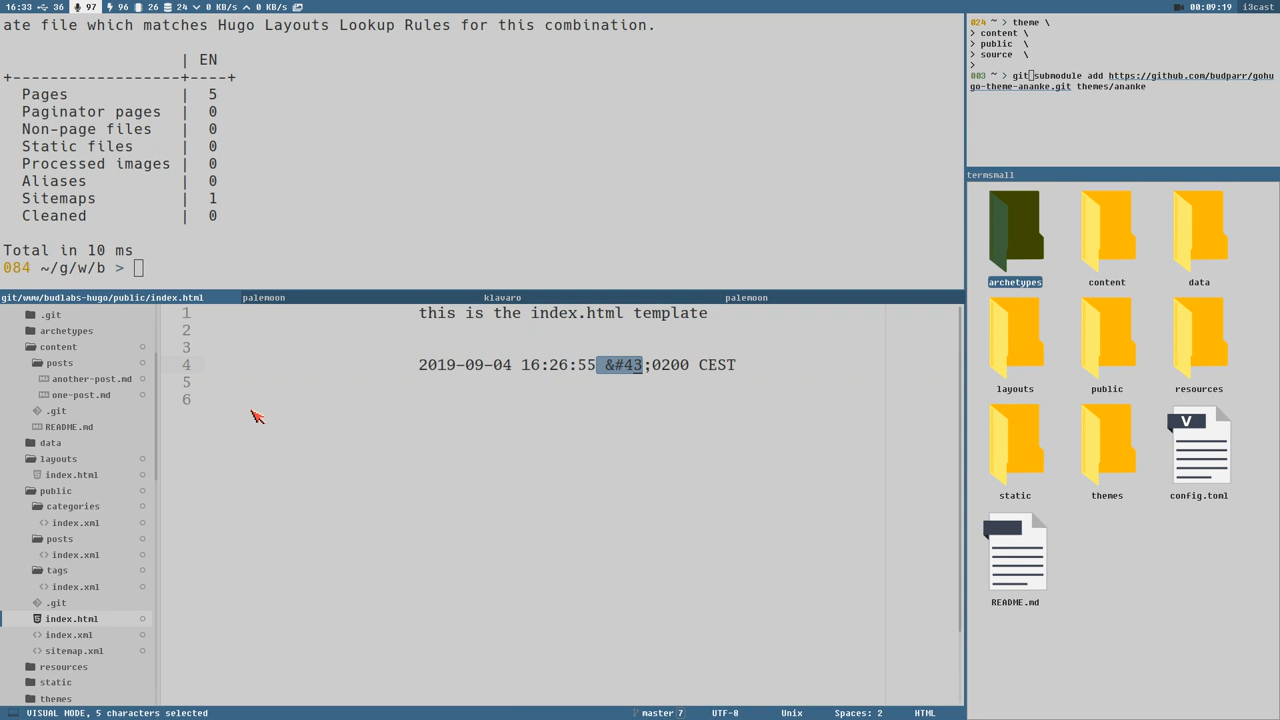 16:33 36 97 96 26 24 0 KB/s 0 KB/s 00:09:19 i3cast
ate file which matches Hugo Layouts Lookup Rules for this combination.
| EN
+------------------+----+
Pages | 5
Paginator pages | 0
Non-page files | 0
Static files | 0
Processed images | 0
Aliases | 0
Sitemaps | 1
Cleaned | 0
Total in 10 ms
084 ~/g/w/b >
024 ~ > theme \
> content \
> public \
> source \
>
003 ~ > git submodule add https://github.com/budparr/gohu
go-theme-ananke.git themes/ananke
termsmall
archetypes content data
layouts public resources
static themes V config.toml
README.md
git/www/budlabs-hugo/public/index.html palemoon klavaro palemoon
.git
archetypes
content
posts
another-post.md
one-post.md
.git
README.md
data
layouts
index.html
public
categories
index.xml
posts
index.xml
tags
index.xml
.git
index.html
index.xml
sitemap.xml
resources
static
themes
1 this is the index.html template
2
3
4 2019-09-04 16:26:55 &#43;0200 CEST
5
6
VISUAL MODE, 5 characters selected master 7 UTF-8 Unix Spaces: 2 HTML